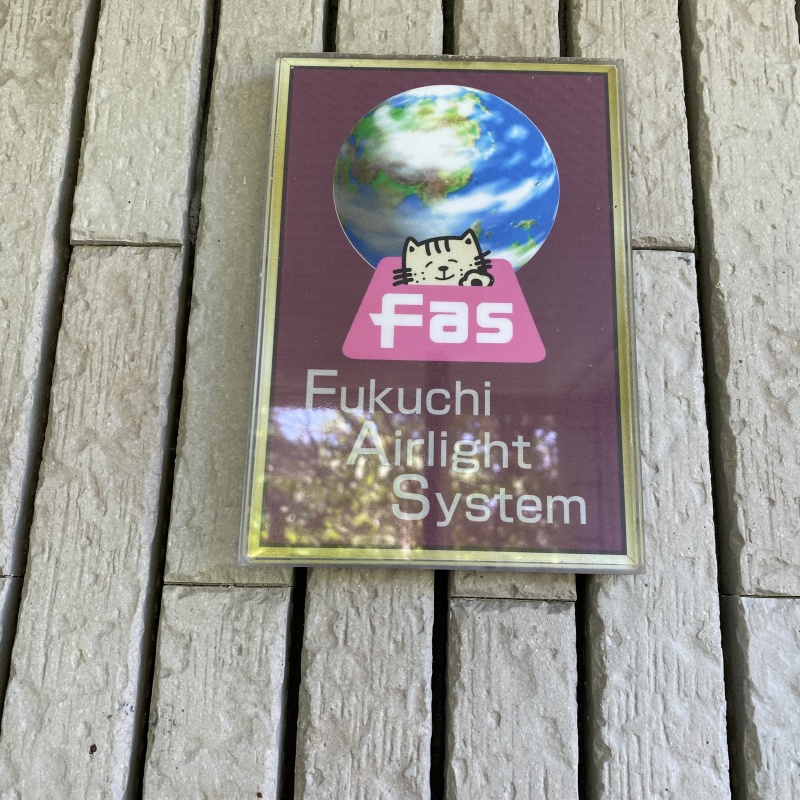 Fas
Fukuchi
Airlight
System